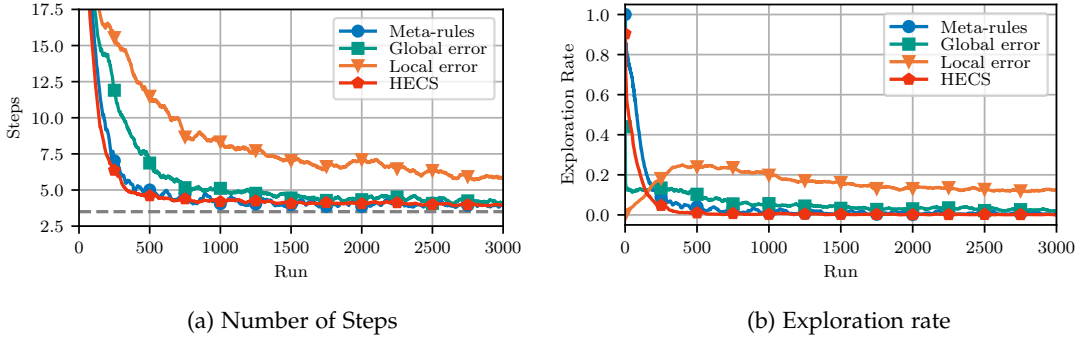 17.5
15.0
12.5
10.0
7.5
5.0
2.5
Steps
0
500
1000
1500
2000
2500
3000
Run
Meta-rules
Global error
Local error
HECS
(a) Number of Steps
1.0
0.8
0.6
0.4
0.2
0.0
Exploration Rate
0
500
1000
1500
2000
2500
3000
Run
Meta-rules
Global error
Local error
HECS
(b) Exploration rate